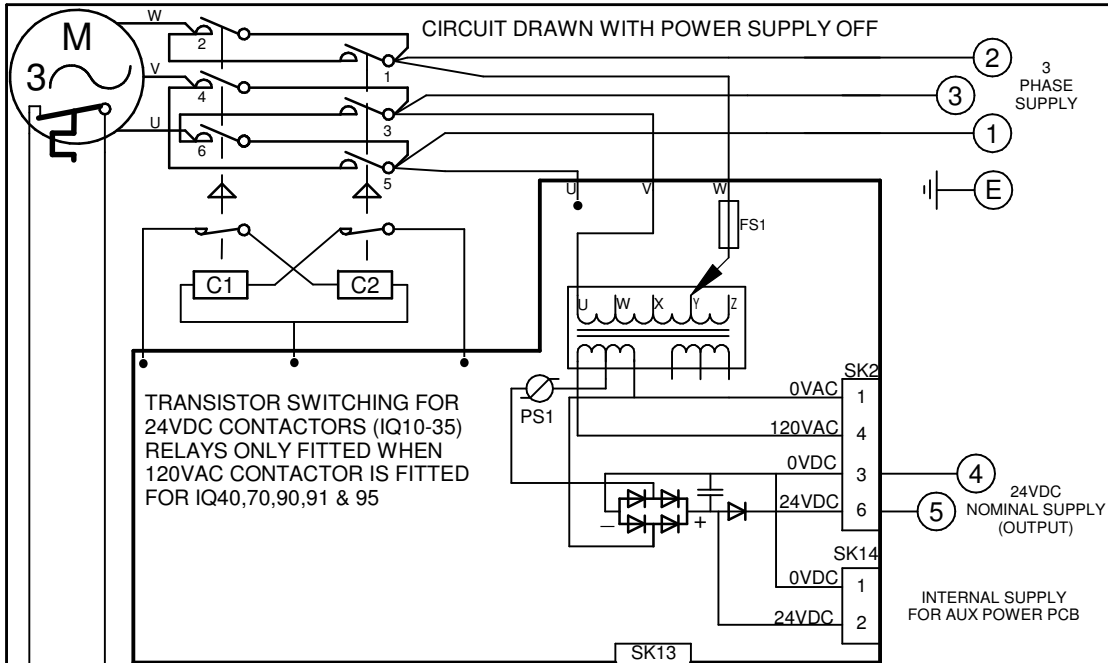 CIRCUIT DRAWN WITH POWER SUPPLY OFF
W
M
3
V
U
2
1
4
3
6
5
2
3
1
E
3
PHASE
SUPPLY
C1
C2
U
V
W
FS1
U W X Y Z
PS1
TRANSISTOR SWITCHING FOR
24VDC CONTACTORS (IQ10-35)
RELAYS ONLY FITTED WHEN
120VAC CONTACTOR IS FITTED
FOR IQ40,70,90,91 & 95
SK2
0VAC 1
120VAC 4
0VDC 3
24VDC 6
4
5
24VDC
NOMINAL SUPPLY
(OUTPUT)
− +
SK14
0VDC 1
24VDC 2
INTERNAL SUPPLY
FOR AUX POWER PCB
SK13